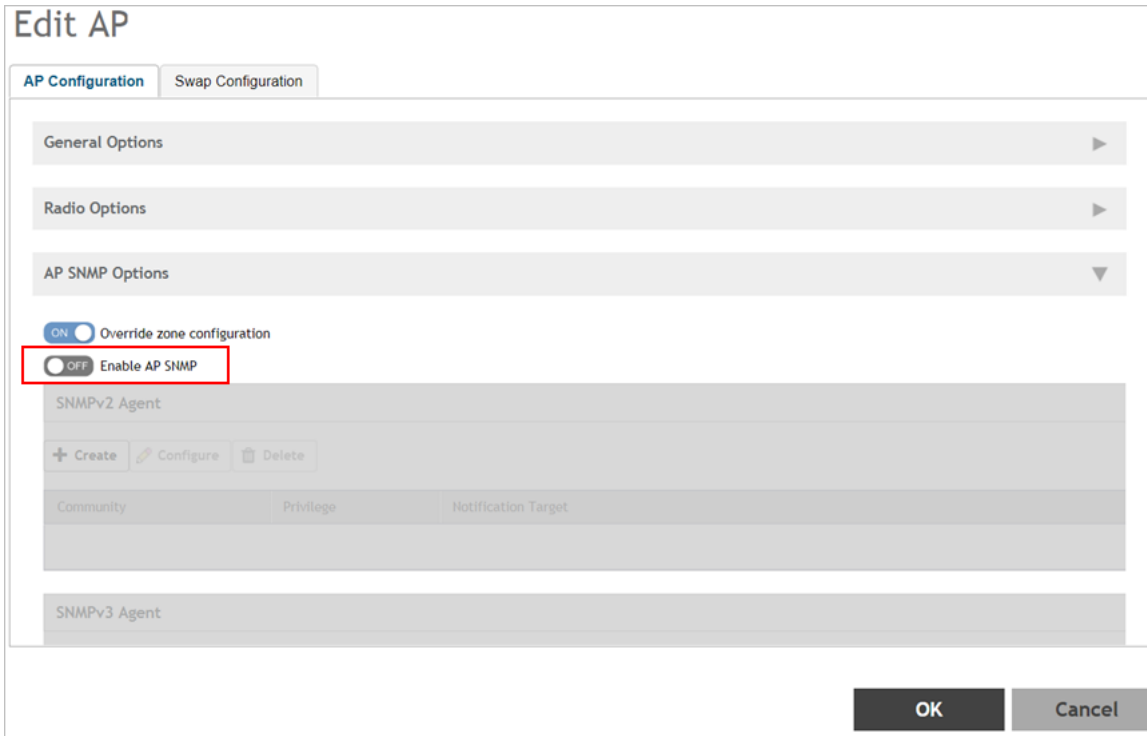 Edit AP
AP Configuration Swap Configuration
General Options
Radio Options
AP SNMP Options
ON Override zone configuration
OFF Enable AP SNMP
SNMPv2 Agent
+ Create Configure Delete
Community Privilege Notification Target
SNMPv3 Agent
OK Cancel